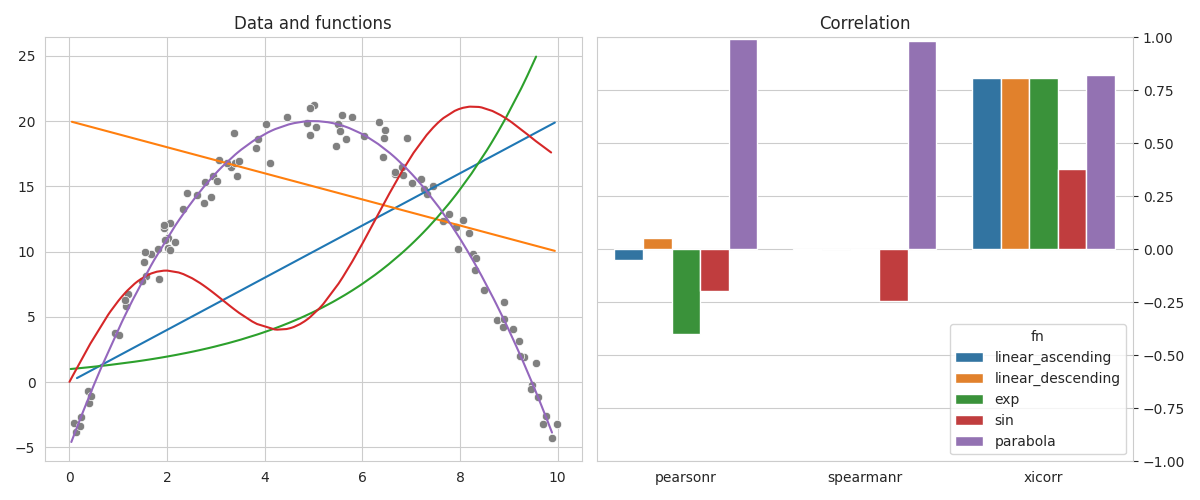 Data and functions
25
20
15
10
5
0
−5
0 2 4 6 8 10
Correlation
1.00
0.75
0.50
0.25
0.00
−0.25
−0.50
−0.75
−1.00
fn
linear_ascending
linear_descending
exp
sin
parabola
pearsonr spearmanr xicorr